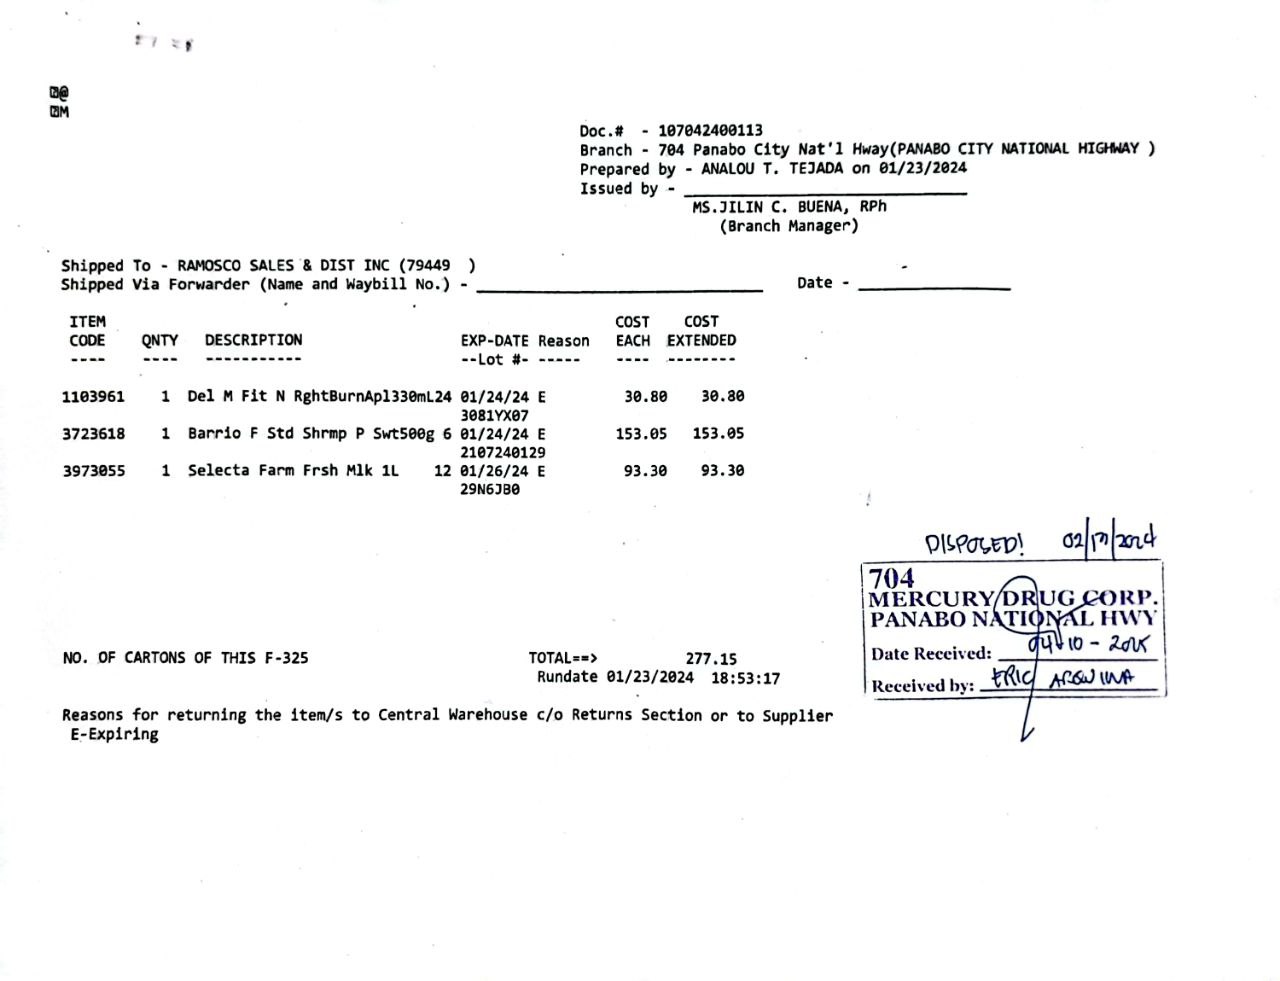 Doc.# - 107042400113
Branch - 704 Panabo City Nat'l Hway(PANABO CITY NATIONAL HIGHWAY )
Prepared by - ANALOU T. TEJADA on 01/23/2024
Issued by -
MS.JILIN C. BUENA, RPh
(Branch Manager)
Shipped To - RAMOSCO SALES & DIST INC (79449 )
Shipped Via Forwarder (Name and Waybill No.) - Date -
ITEM COST COST
CODE QNTY DESCRIPTION EXP-DATE Reason EACH EXTENDED
---- ---- ----------- --Lot #- ----- ---- --------
1103961 1 Del M Fit N RghtBurnApl330mL24 01/24/24 E 30.80 30.80
3081YX07
3723618 1 Barrio F Std Shrmp P Swt500g 6 01/24/24 E 153.05 153.05
2107240129
3973055 1 Selecta Farm Frsh Mlk 1L 12 01/26/24 E 93.30 93.30
29N6JB0
DISPOSED!
704
MERCURY DRUG CORP.
PANABO NATIONAL HWY
Date Received: 04-10-2025
Received by: ERIC
NO. OF CARTONS OF THIS F-325 TOTAL==> 277.15
Rundate 01/23/2024 18:53:17
Reasons for returning the item/s to Central Warehouse c/o Returns Section or to Supplier
E-Expiring